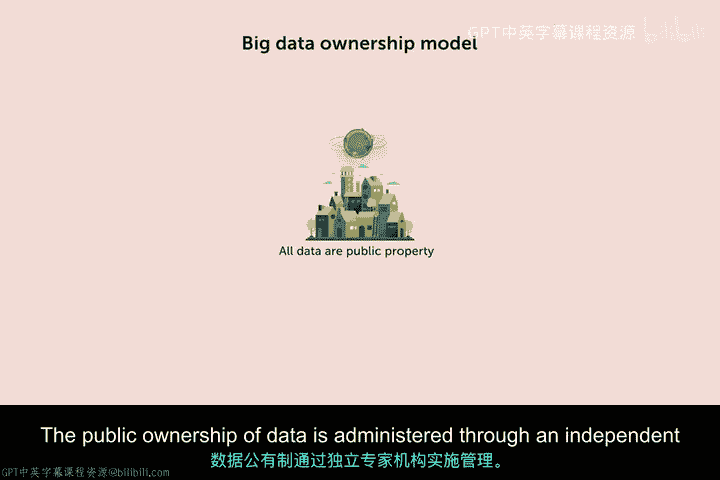 GPT中英字幕课程资源
Big data ownership model
All data are public property
The public ownership of data is administered through an independent
数据公有制通过独立专家机构实施管理。
GPT中英字幕课程资源@bilibili.com